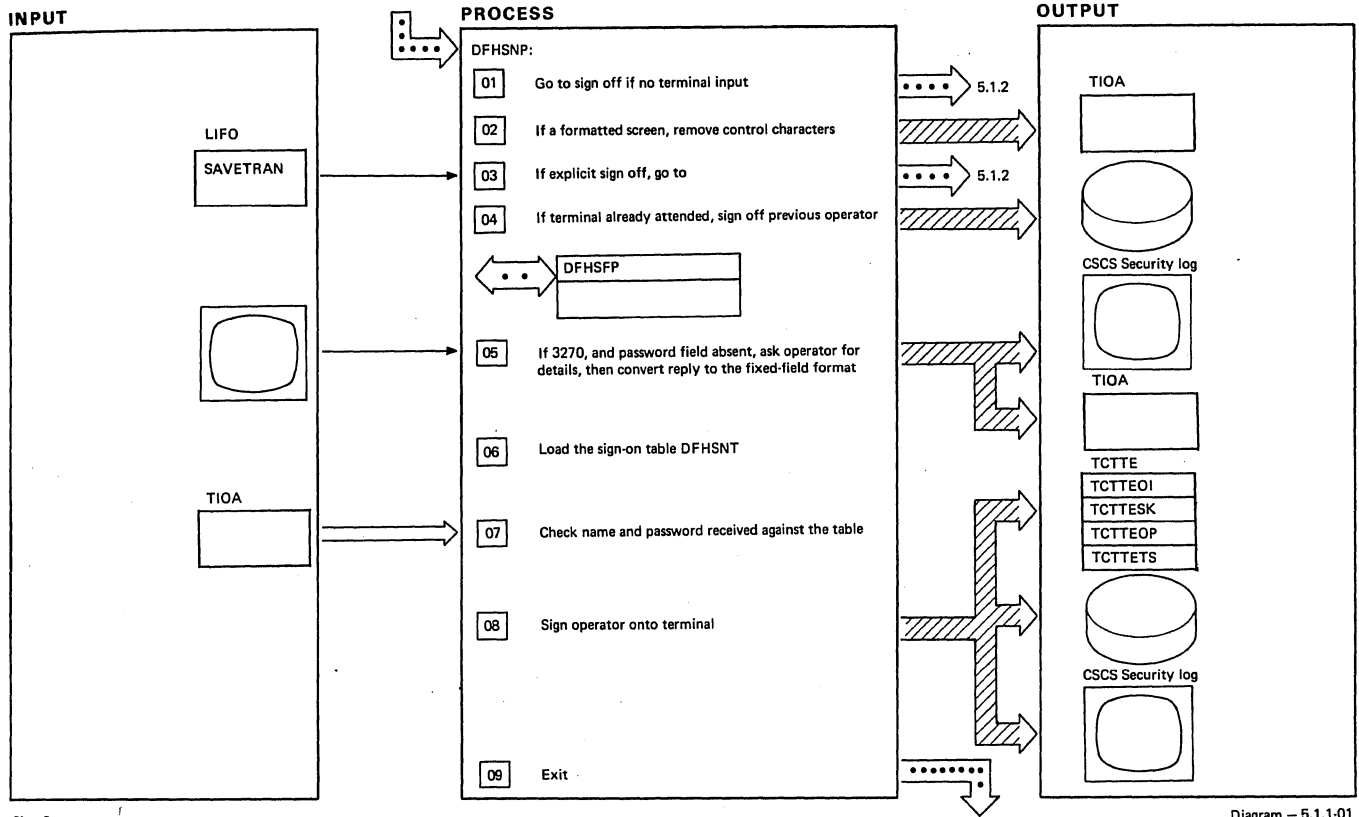 INPUT
PROCESS
OUTPUT
DFHSNP:
01 Go to sign off if no terminal input
5.1.2
02 If a formatted screen, remove control characters
03 If explicit sign off, go to
5.1.2
04 If terminal already attended, sign off previous operator
DFHSFP
05 If 3270, and password field absent, ask operator for
details, then convert reply to the fixed-field format
06 Load the sign-on table DFHSNT
07 Check name and password received against the table
08 Sign operator onto terminal
09 Exit
LIFO
SAVETRAN
TIOA
TIOA
CSCS Security log
TIOA
TCTTE
TCTTEOI
TCTTESK
TCTTEOP
TCTTETS
CSCS Security log
Diagram — 5.1.1-01